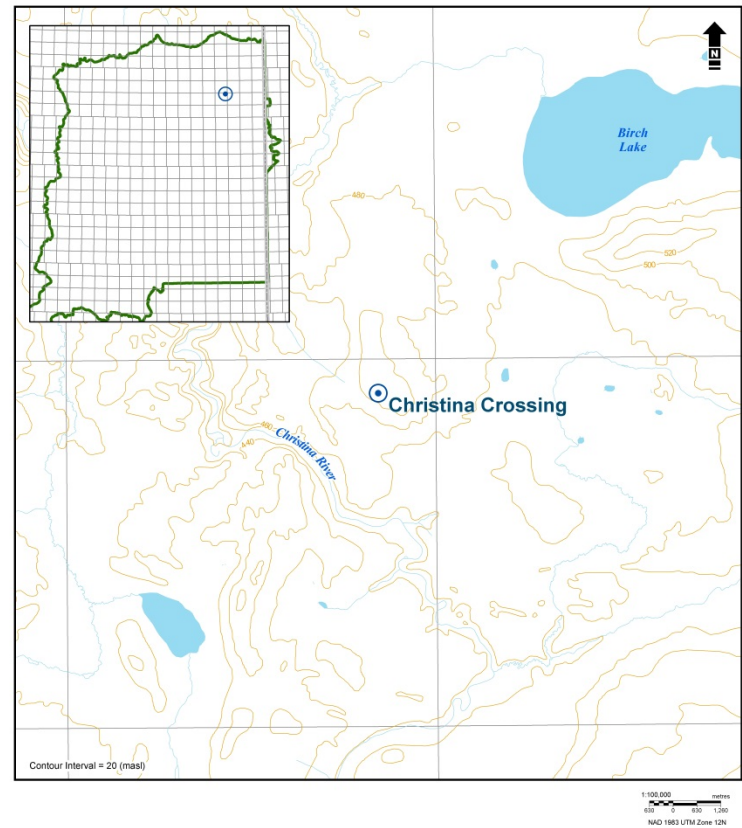 N
Birch
Lake
480
520
500
Christina Crossing
460
440
Christina River
Contour Interval = 20 (masl)
1:100,000 metres
630 0 630 1,260
NAD 1983 UTM Zone 12N